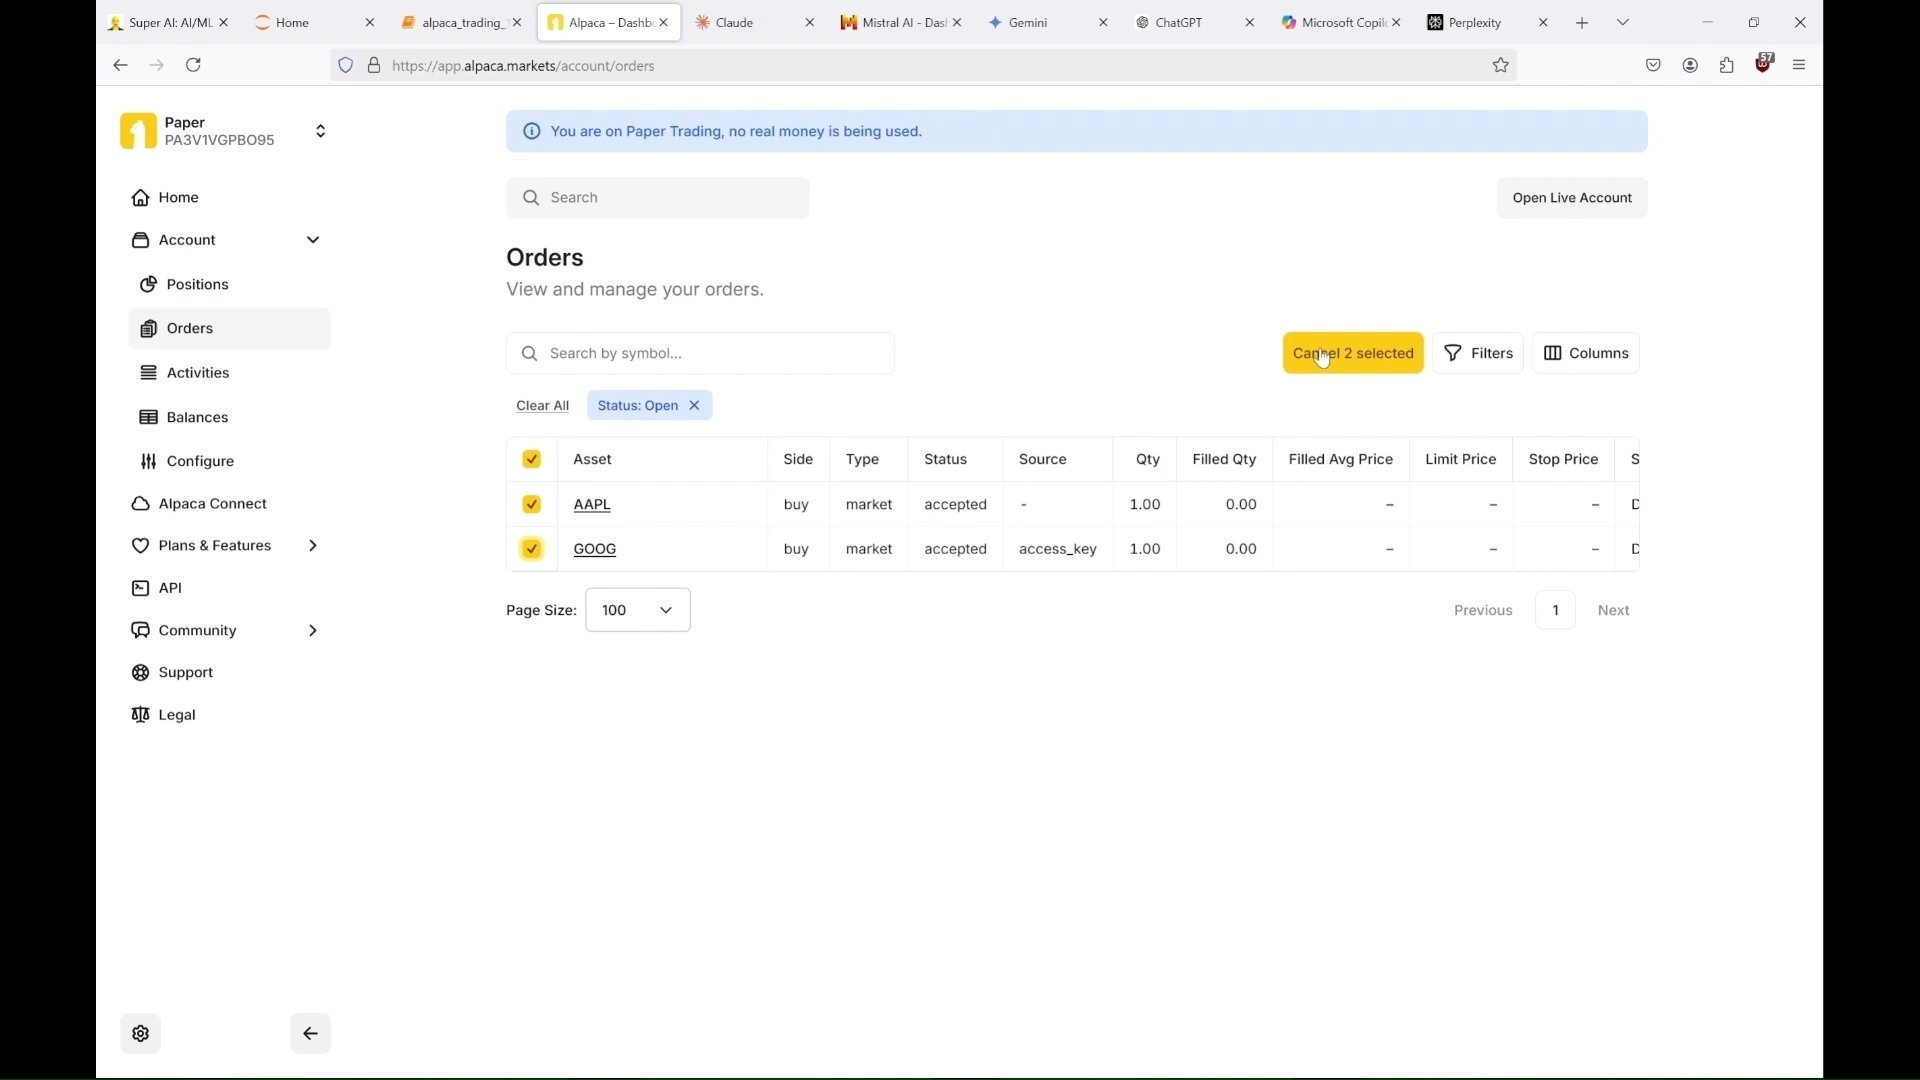 Super AI: AI/ML
Home
alpaca_trading_
Alpaca – Dashbo
Claude
Mistral AI - Dash
Gemini
ChatGPT
Microsoft Copilo
Perplexity
https://app.alpaca.markets/account/orders
57
Paper
PA3V1VGPBO95
You are on Paper Trading, no real money is being used.
Search
Open Live Account
Home
Account
Positions
Orders
Activities
Balances
Configure
Alpaca Connect
Plans & Features
API
Community
Support
Legal
Orders
View and manage your orders.
Search by symbol...
Cancel 2 selected
Filters
Columns
Clear All
Status: Open
Asset Side Type Status Source Qty Filled Qty Filled Avg Price Limit Price Stop Price S
AAPL buy market accepted - 1.00 0.00 – – – D
GOOG buy market accepted access_key 1.00 0.00 – – – D
Page Size: 100
Previous 1 Next